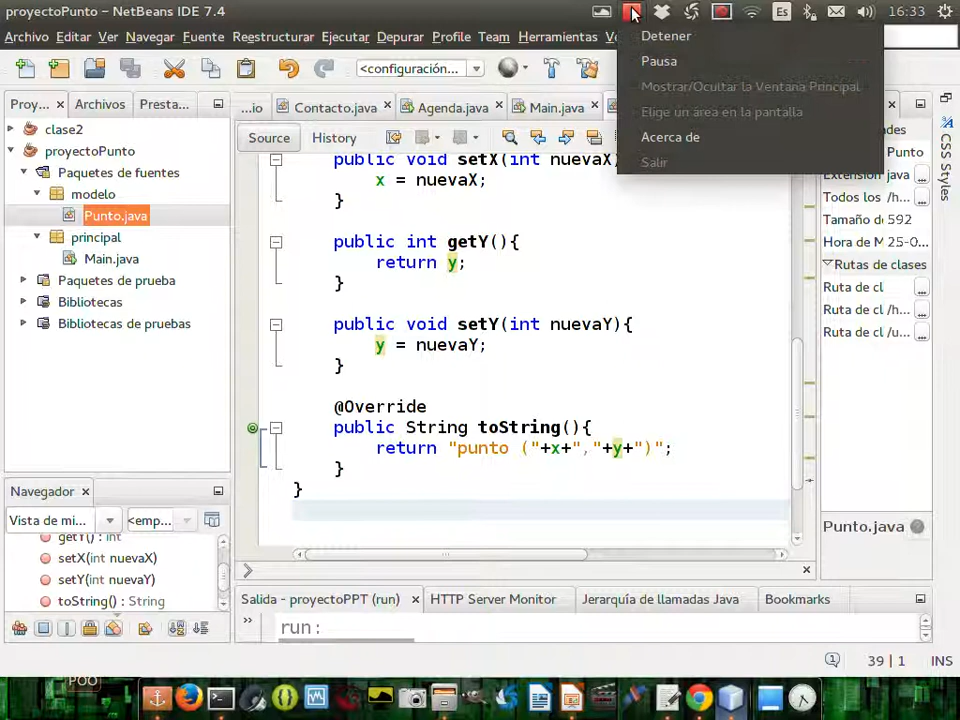 proyectoPunto - NetBeans IDE 7.4
Es
16:33
Archivo Editar Ver Navegar Fuente Reestructurar Ejecutar Depurar Profile Team Herramientas
Detener
Pausa
Mostrar/Ocultar la Ventana Principal
Elige un área en la pantalla
Acerca de
Salir
<configuración...
Proy...
Archivos
Presta...
...io
Contacto.java
Agenda.java
Main.java
Source
History
clase2
proyectoPunto
Paquetes de fuentes
modelo
Punto.java
principal
Main.java
Paquetes de prueba
Bibliotecas
Bibliotecas de pruebas
public void setX(int nuevaX)
x = nuevaX;
}
public int getY(){
return y;
}
public void setY(int nuevaY){
y = nuevaY;
}
@Override
public String toString(){
return "punto ("+x+","+y+")";
}
}
Punto
java
Todos los /h...
Tamaño de 592
Hora de M 25-0...
Rutas de clases
Ruta de cl
Ruta de cl /h...
Ruta de cl /u...
Punto.java
CSS Styles
Navegador
Vista de mi...
<emp...
getY() : int
setX(int nuevaX)
setY(int nuevaY)
toString() : String
Salida - proyectoPPT (run)
HTTP Server Monitor
Jerarquía de llamadas Java
Bookmarks
run:
39 | 1
INS
POO